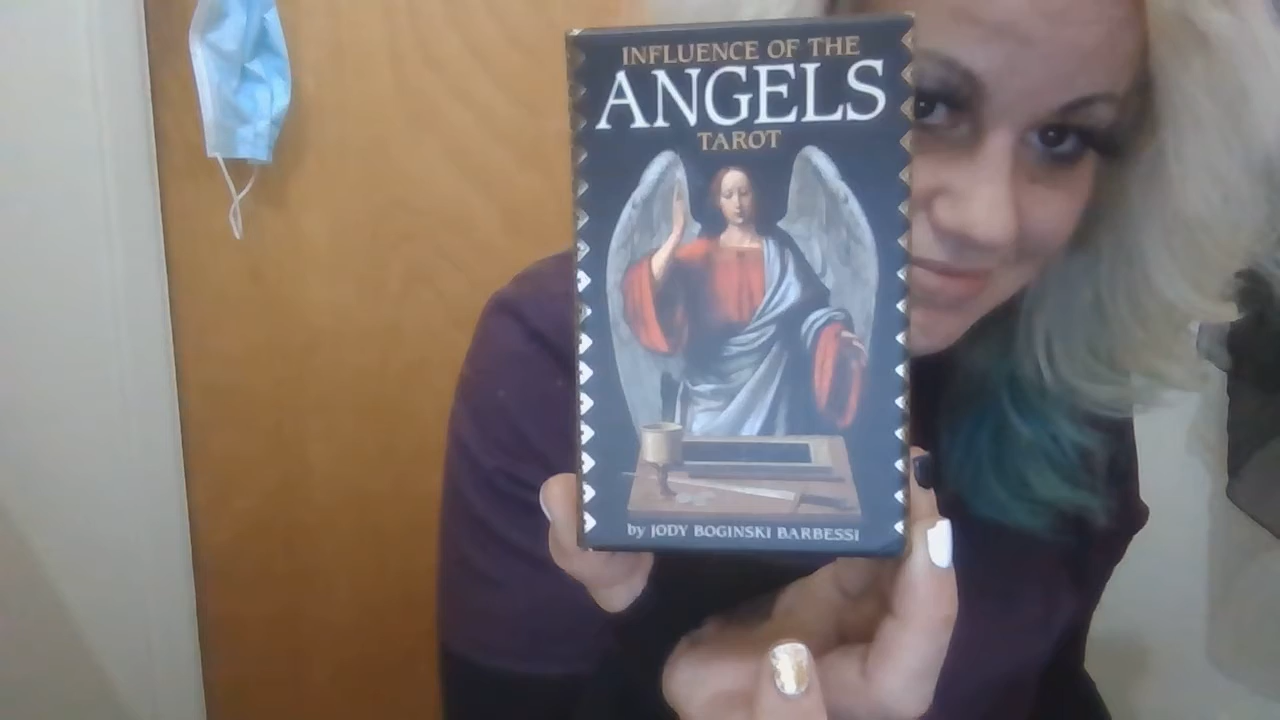 INFLUENCE OF THE
ANGELS
TAROT
by JODY BOGINSKI BARBESSI